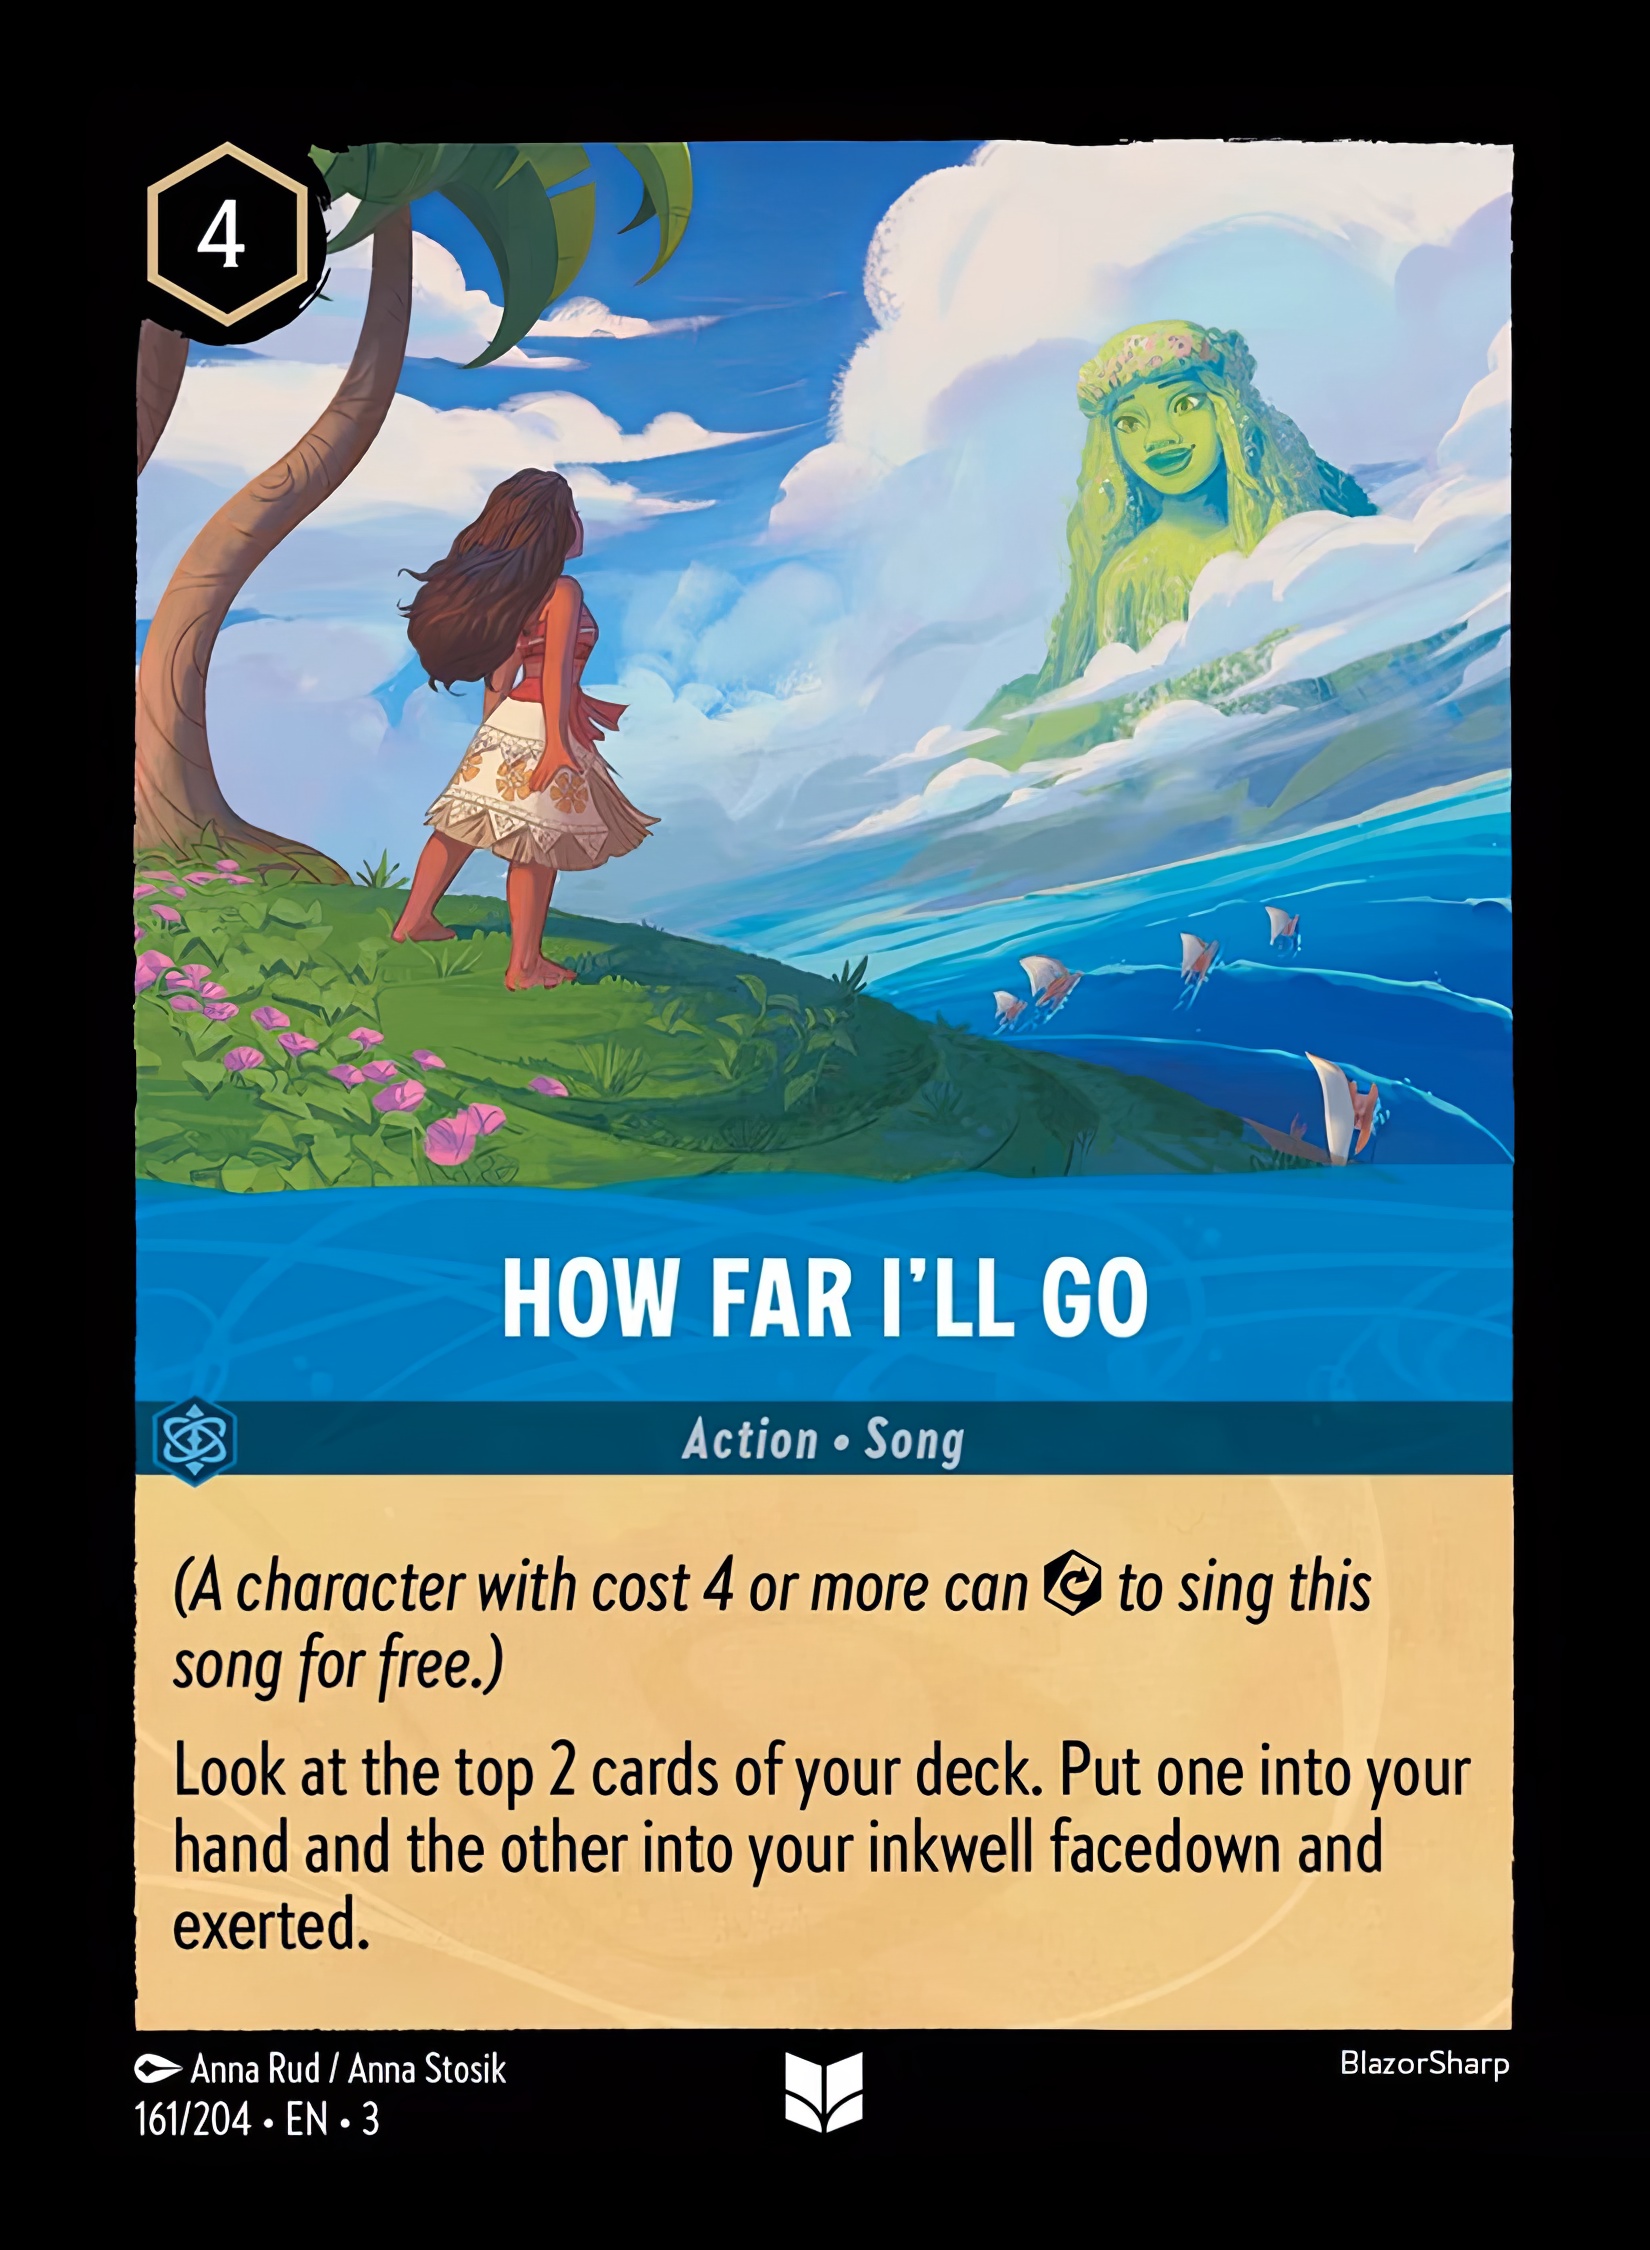 4
HOW FAR I'LL GO
Action • Song
(A character with cost 4 or more can to sing this
song for free.)
Look at the top 2 cards of your deck. Put one into your
hand and the other into your inkwell facedown and
exerted.
Anna Rud / Anna Stosik
BlazorSharp
161/204 • EN • 3